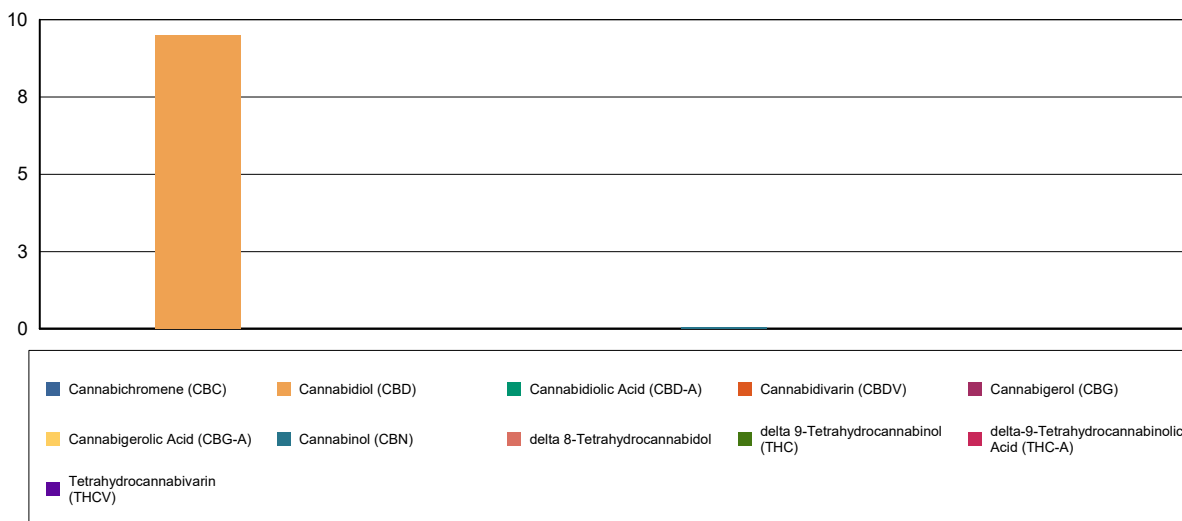 10
8
5
3
0
Cannabichromene (CBC)
Cannabidiol (CBD)
Cannabidiolic Acid (CBD-A)
Cannabidivarin (CBDV)
Cannabigerol (CBG)
Cannabigerolic Acid (CBG-A)
Cannabinol (CBN)
delta 8-Tetrahydrocannabidol
delta 9-Tetrahydrocannabinol
(THC)
delta-9-Tetrahydrocannabinolic
Acid (THC-A)
Tetrahydrocannabivarin
(THCV)